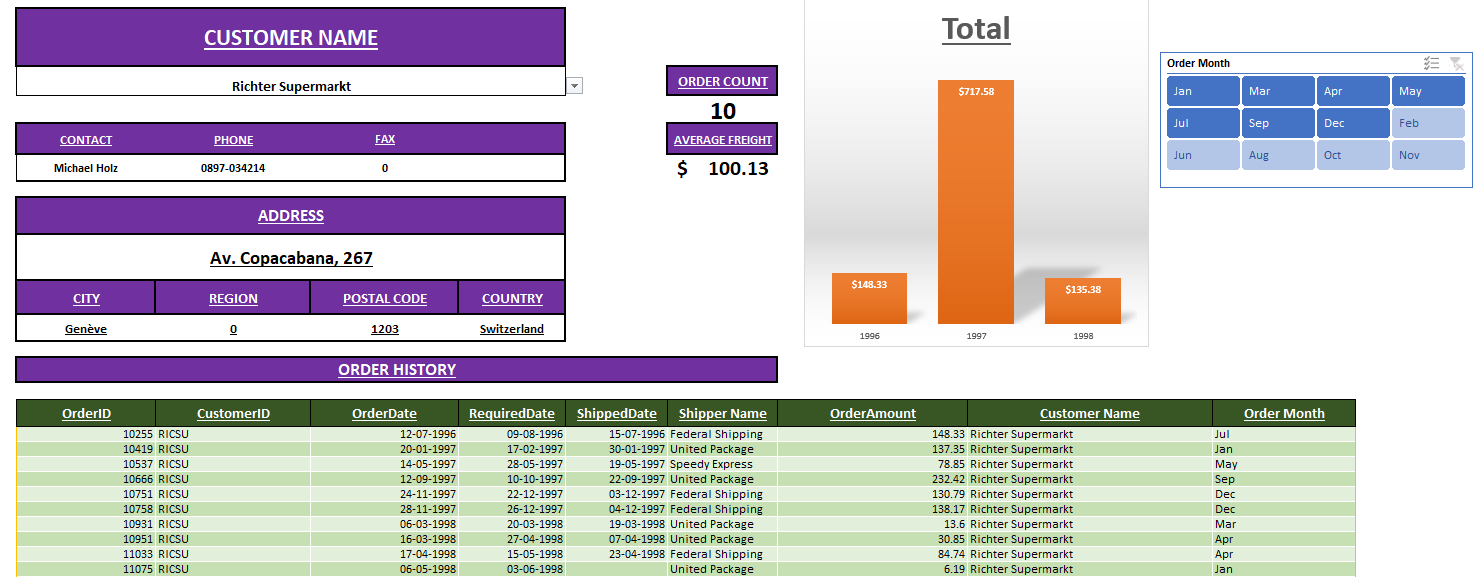 CUSTOMER NAME
Richter Supermarkt
CONTACT PHONE FAX
Michael Holz 0897-034214 0
ADDRESS
Av. Copacabana, 267
CITY REGION POSTAL CODE COUNTRY
Genève 0 1203 Switzerland
ORDER COUNT
10
AVERAGE FREIGHT
$ 100.13
Total
$148.33 $717.58 $135.38
1996 1997 1998
Order Month
Jan Mar Apr May
Jul Sep Dec Feb
Jun Aug Oct Nov
ORDER HISTORY
OrderID CustomerID OrderDate RequiredDate ShippedDate Shipper Name OrderAmount Customer Name Order Month
10255 RICSU 12-07-1996 09-08-1996 15-07-1996 Federal Shipping 148.33 Richter Supermarkt Jul
10419 RICSU 20-01-1997 17-02-1997 30-01-1997 United Package 137.35 Richter Supermarkt Jan
10537 RICSU 14-05-1997 28-05-1997 19-05-1997 Speedy Express 78.85 Richter Supermarkt May
10666 RICSU 12-09-1997 10-10-1997 22-09-1997 United Package 232.42 Richter Supermarkt Sep
10751 RICSU 24-11-1997 22-12-1997 03-12-1997 Federal Shipping 130.79 Richter Supermarkt Dec
10758 RICSU 28-11-1997 26-12-1997 04-12-1997 Federal Shipping 138.17 Richter Supermarkt Dec
10931 RICSU 06-03-1998 20-03-1998 19-03-1998 United Package 13.6 Richter Supermarkt Mar
10951 RICSU 16-03-1998 27-04-1998 07-04-1998 United Package 30.85 Richter Supermarkt Apr
11033 RICSU 17-04-1998 15-05-1998 23-04-1998 Federal Shipping 84.74 Richter Supermarkt Apr
11075 RICSU 06-05-1998 03-06-1998 United Package 6.19 Richter Supermarkt Jan